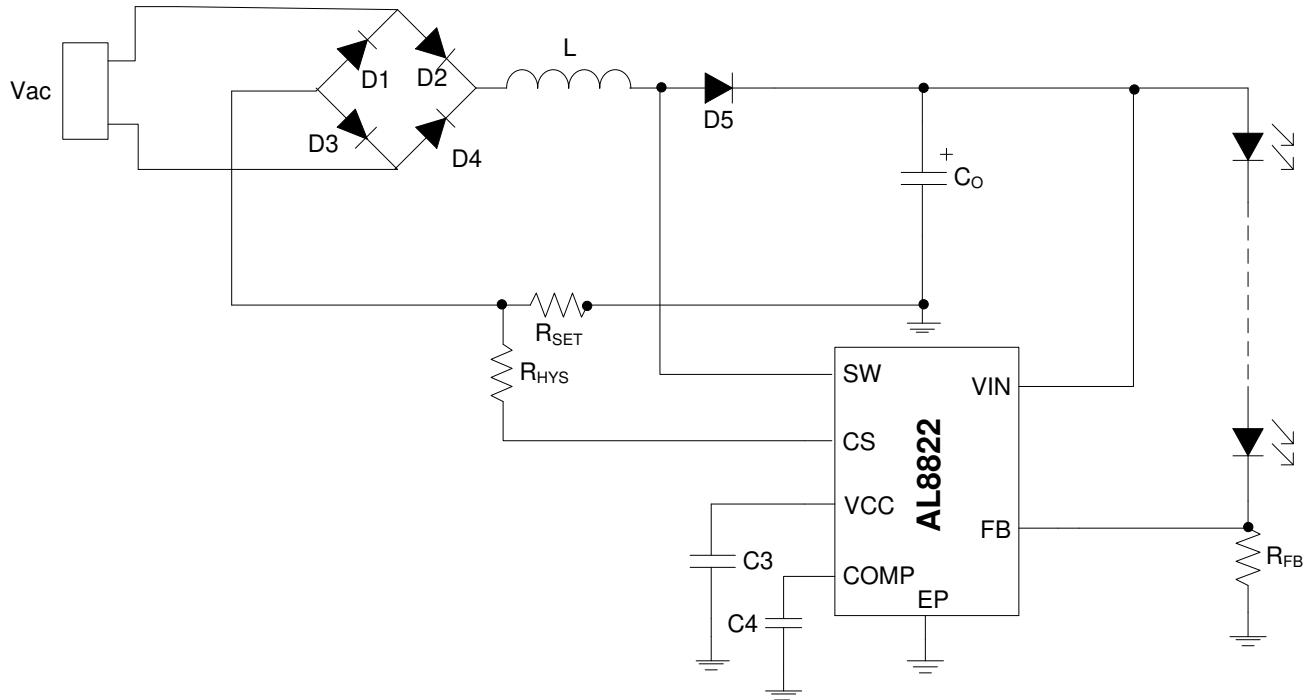 L
Vac
D1
D2
D3
D4
D5
+
CO
RSET
RHYS
SW
VIN
CS
AL8822
VCC
FB
C3
COMP
RFB
EP
C4